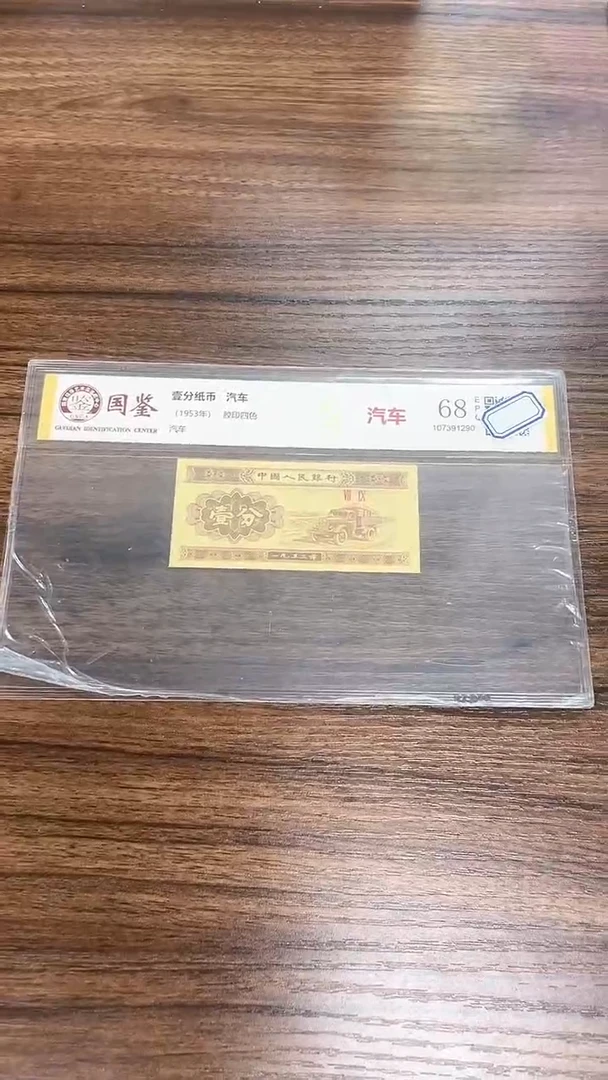 国鉴
GUOJIAN IDENTIFICATION CENTER
壹分纸币 汽车
（1953年） 胶印四色
汽车
汽车
68
E
P
107391290
中国人民银行
壹分
一九五三年